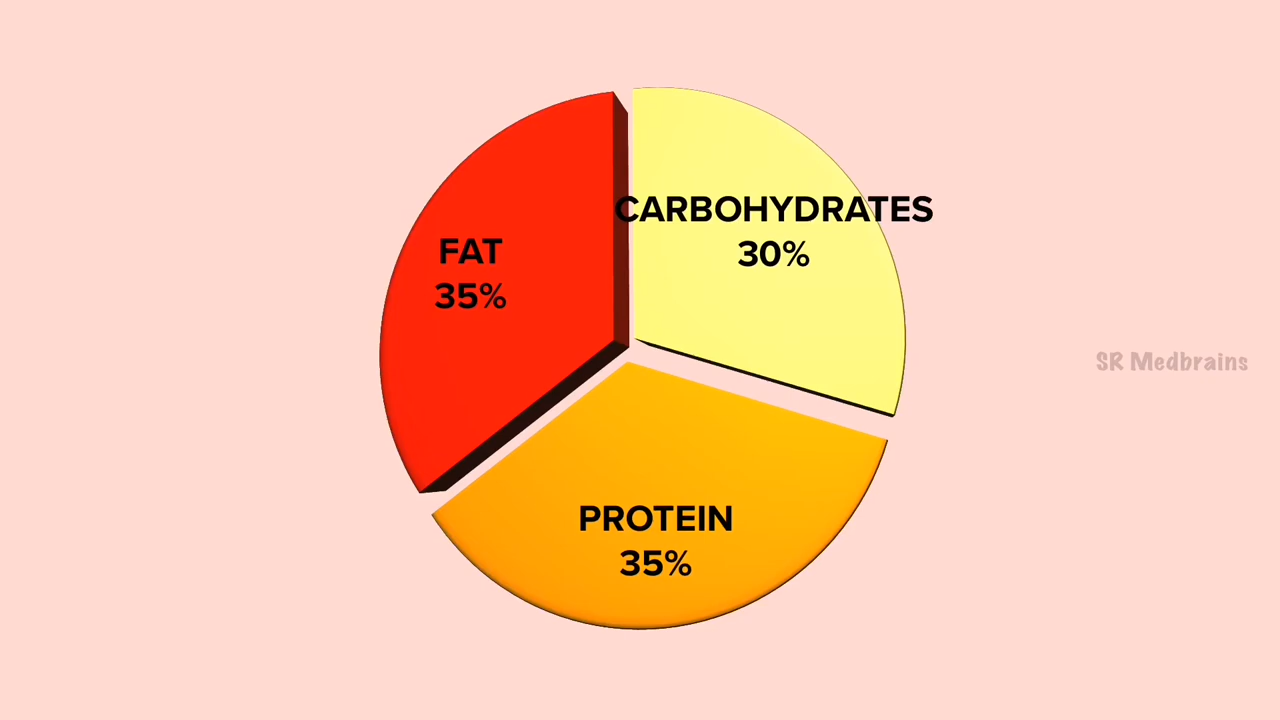 CARBOHYDRATES
30%
FAT
35%
SR Medbrains
PROTEIN
35%